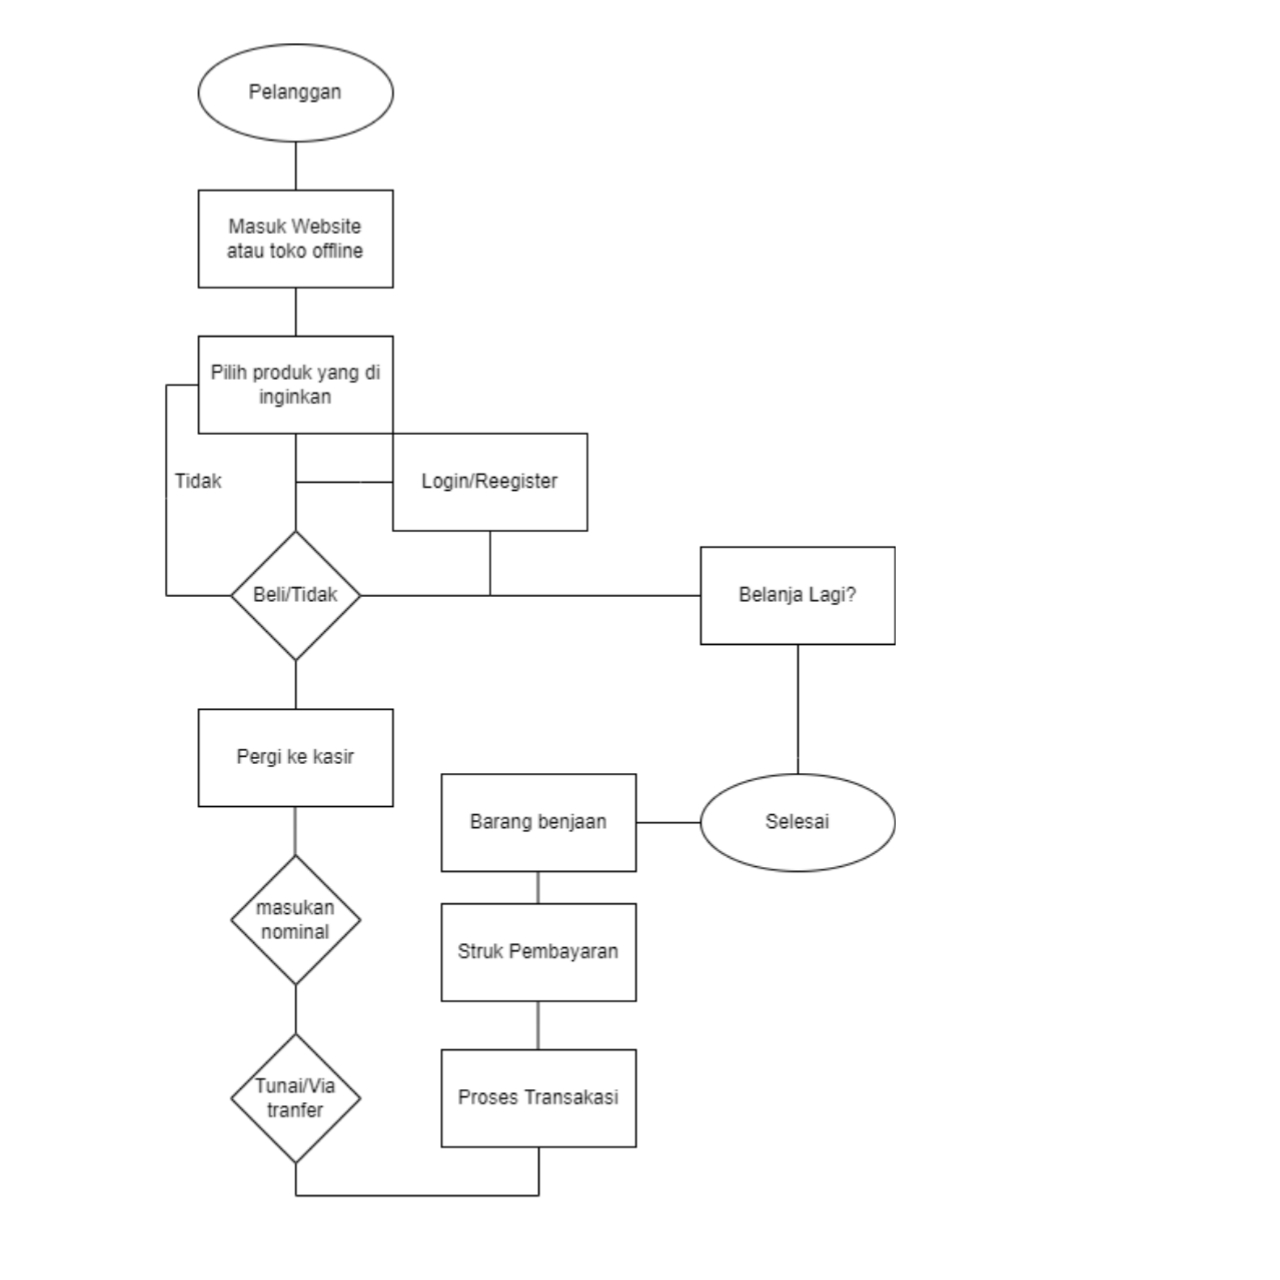 Pelanggan
Masuk Website
atau toko offline
Pilih produk yang di
inginkan
Tidak
Login/Reegister
Beli/Tidak
Belanja Lagi?
Pergi ke kasir
Barang benjaan
Selesai
masukan
nominal
Struk Pembayaran
Tunai/Via
tranfer
Proses Transakasi